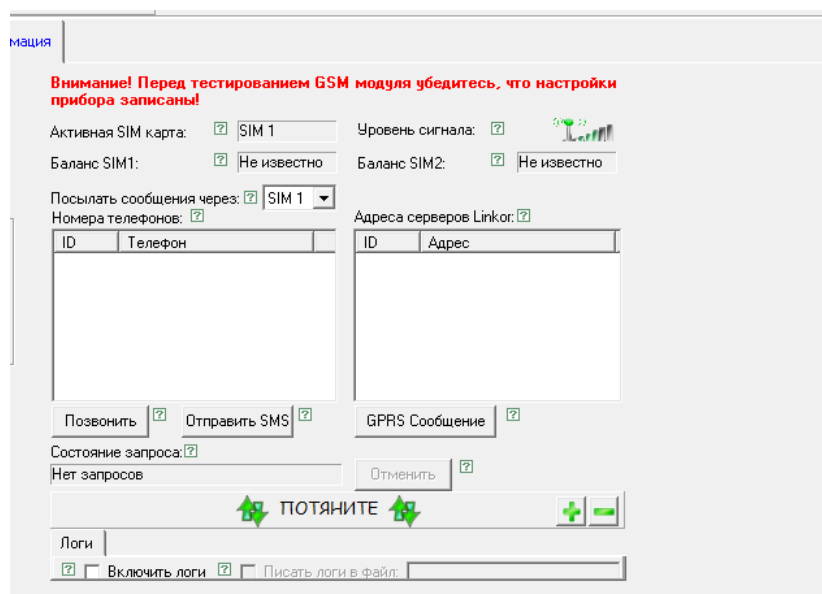 мация
Внимание! Перед тестированием GSM модуля убедитесь, что настройки
прибора записаны!
Активная SIM карта: ? SIM 1 Уровень сигнала: ?
Баланс SIM1: ? Не известно Баланс SIM2: ? Не известно
Посылать сообщения через: ? SIM 1
Номера телефонов: ? Адреса серверов Linkor: ?
ID Телефон ID Адрес
Позвонить ? Отправить SMS ? GPRS Сообщение ?
Состояние запроса: ?
Нет запросов Отменить ?
ПОТЯНИТЕ
Логи
? Включить логи ? Писать логи в файл: